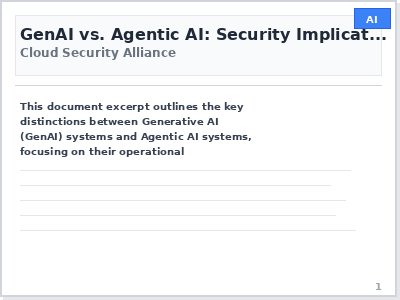 AI
GenAI vs. Agentic AI: Security Implicat...
Cloud Security Alliance
This document excerpt outlines the key
distinctions between Generative AI
(GenAI) systems and Agentic AI systems,
focusing on their operational
1